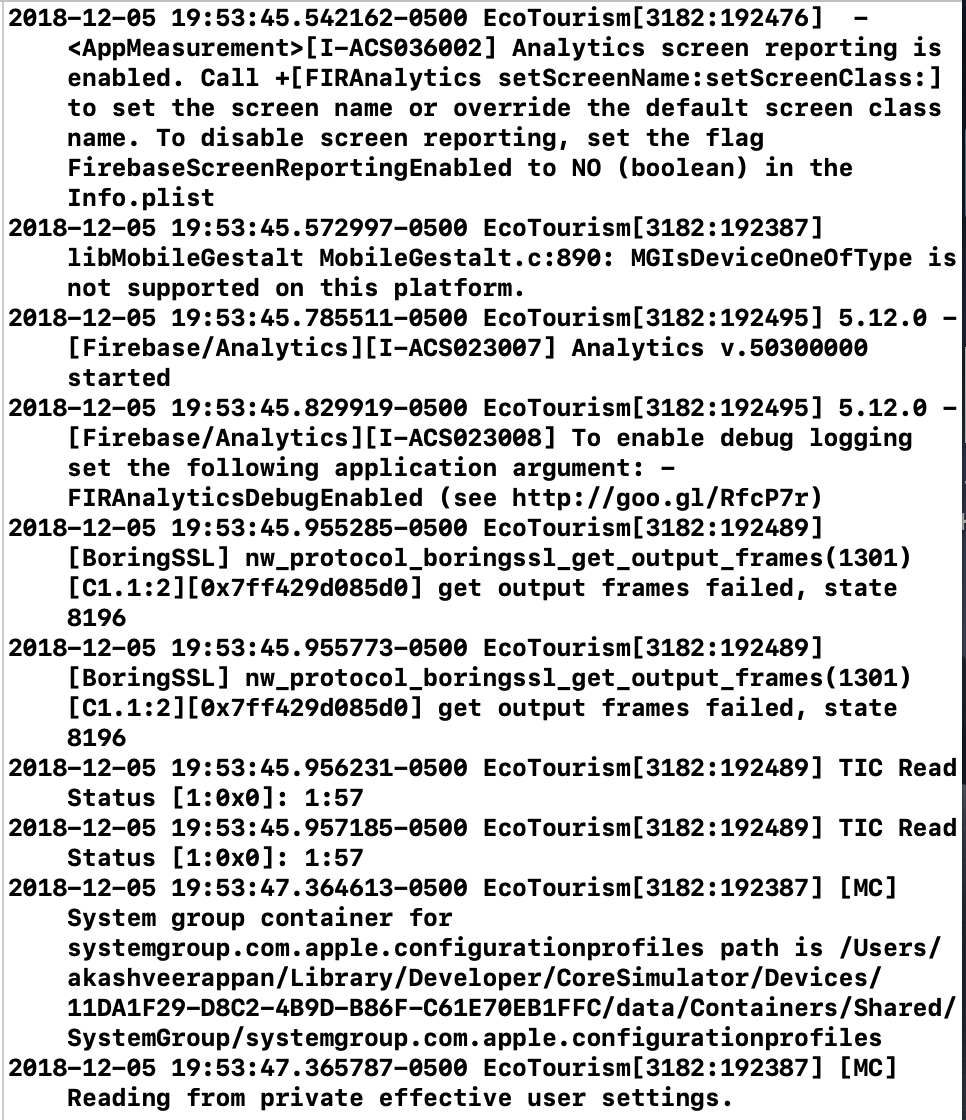 2018-12-05 19:53:45.542162-0500 EcoTourism[3182:192476]  -
<AppMeasurement>[I-ACS036002] Analytics screen reporting is
enabled. Call +[FIRAnalytics setScreenName:setScreenClass:]
to set the screen name or override the default screen class
name. To disable screen reporting, set the flag
FirebaseScreenReportingEnabled to NO (boolean) in the
Info.plist
2018-12-05 19:53:45.572997-0500 EcoTourism[3182:192387]
libMobileGestalt MobileGestalt.c:890: MGIsDeviceOneOfType is
not supported on this platform.
2018-12-05 19:53:45.785511-0500 EcoTourism[3182:192495] 5.12.0 -
[Firebase/Analytics][I-ACS023007] Analytics v.50300000
started
2018-12-05 19:53:45.829919-0500 EcoTourism[3182:192495] 5.12.0 -
[Firebase/Analytics][I-ACS023008] To enable debug logging
set the following application argument: -
FIRAnalyticsDebugEnabled (see http://goo.gl/RfcP7r)
2018-12-05 19:53:45.955285-0500 EcoTourism[3182:192489]
[BoringSSL] nw_protocol_boringssl_get_output_frames(1301)
[C1.1:2][0x7ff429d085d0] get output frames failed, state
8196
2018-12-05 19:53:45.955773-0500 EcoTourism[3182:192489]
[BoringSSL] nw_protocol_boringssl_get_output_frames(1301)
[C1.1:2][0x7ff429d085d0] get output frames failed, state
8196
2018-12-05 19:53:45.956231-0500 EcoTourism[3182:192489] TIC Read
Status [1:0x0]: 1:57
2018-12-05 19:53:45.957185-0500 EcoTourism[3182:192489] TIC Read
Status [1:0x0]: 1:57
2018-12-05 19:53:47.364613-0500 EcoTourism[3182:192387] [MC]
System group container for
systemgroup.com.apple.configurationprofiles path is /Users/
akashveerappan/Library/Developer/CoreSimulator/Devices/
11DA1F29-D8C2-4B9D-B86F-C61E70EB1FFC/data/Containers/Shared/
SystemGroup/systemgroup.com.apple.configurationprofiles
2018-12-05 19:53:47.365787-0500 EcoTourism[3182:192387] [MC]
Reading from private effective user settings.